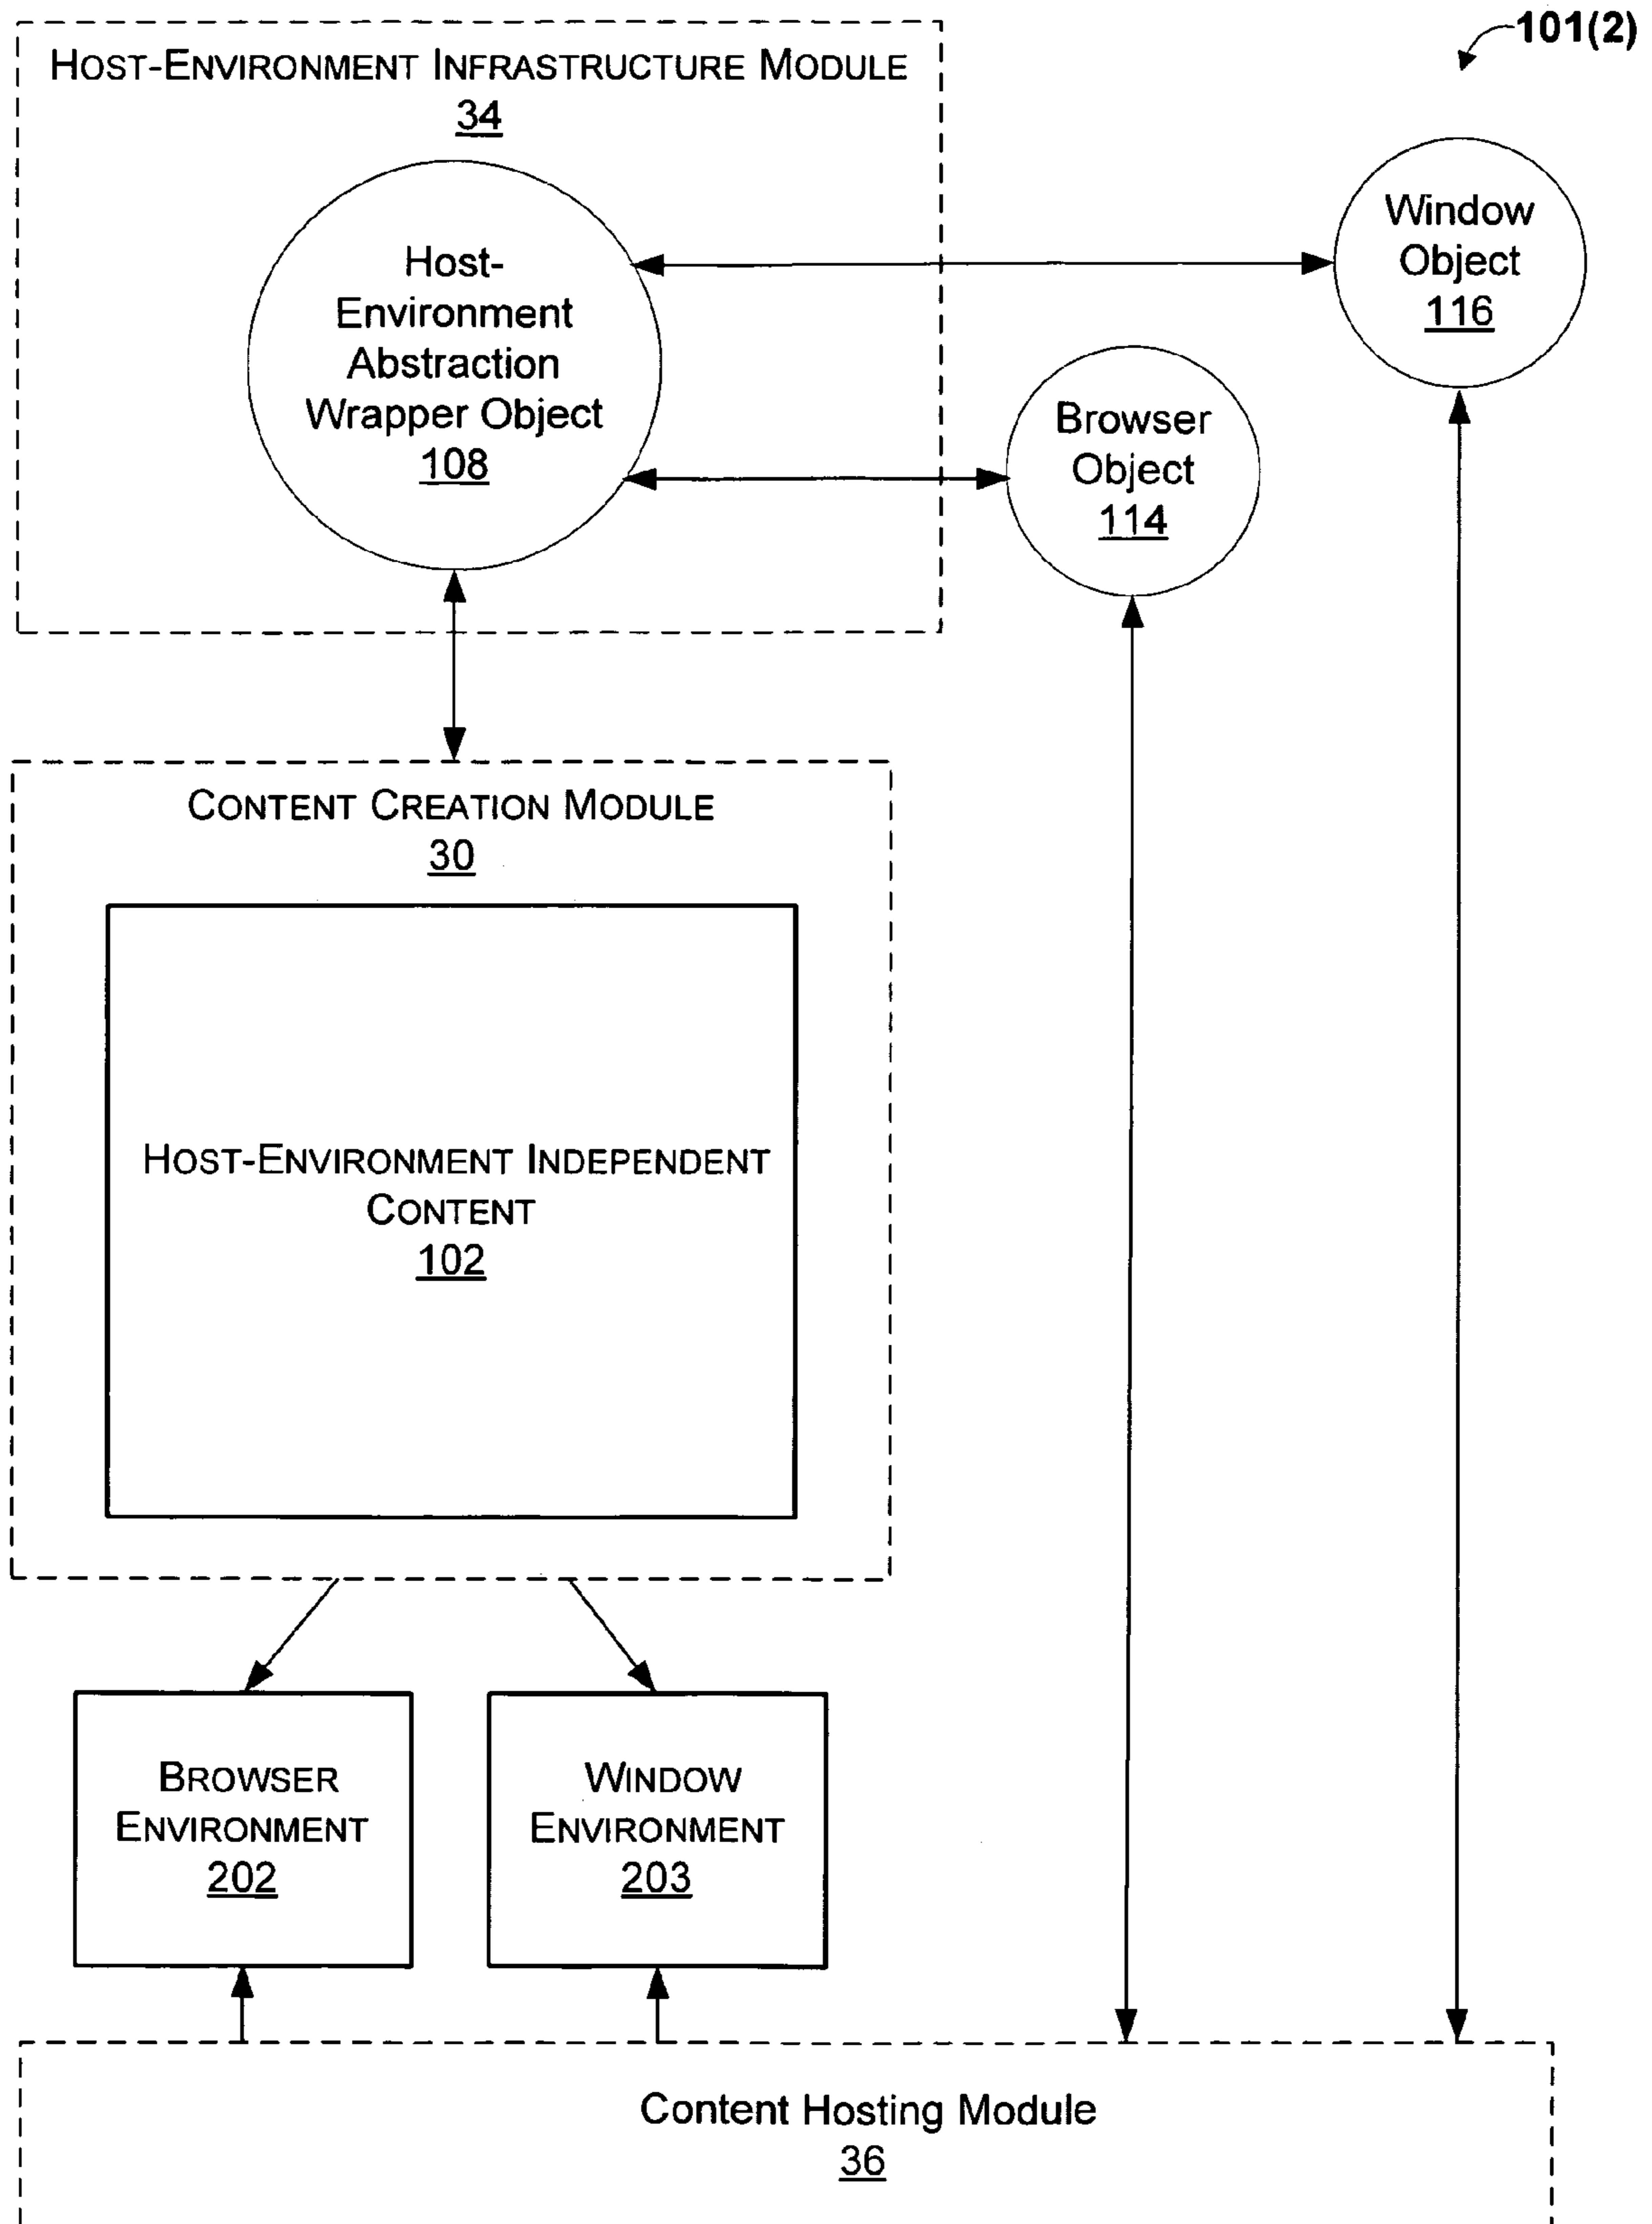 101(2)
HOST-ENVIRONMENT INFRASTRUCTURE MODULE
34
Host-
Environment
Abstraction
Wrapper Object
108
Window
Object
116
Browser
Object
114
CONTENT CREATION MODULE
30
HOST-ENVIRONMENT INDEPENDENT
CONTENT
102
BROWSER
ENVIRONMENT
202
WINDOW
ENVIRONMENT
203
Content Hosting Module
36